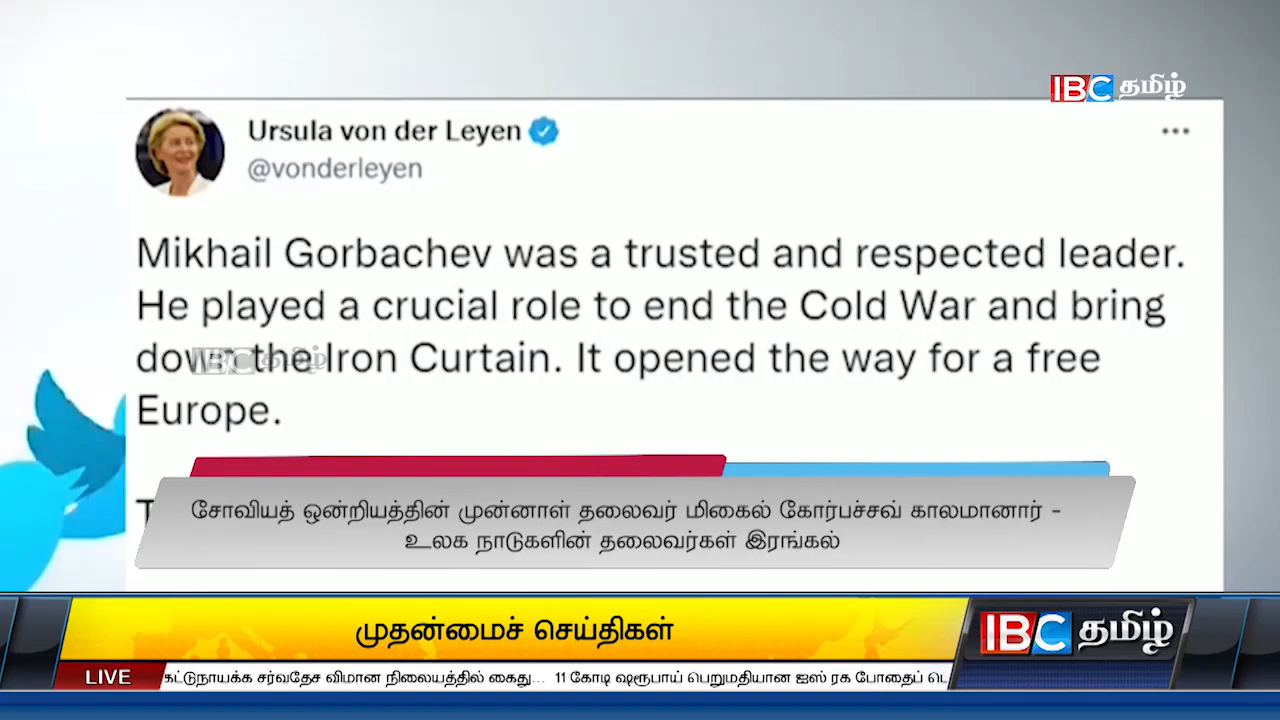 IBC தமிழ்
Ursula von der Leyen
@vonderleyen
Mikhail Gorbachev was a trusted and respected leader.
He played a crucial role to end the Cold War and bring
down the Iron Curtain. It opened the way for a free
Europe.
IBC தமிழ்
சோவியத் ஒன்றியத்தின் முன்னாள் தலைவர் மிகைல் கோர்பச்சவ் காலமானார் -
உலக நாடுகளின் தலைவர்கள் இரங்கல்
முதன்மைச் செய்திகள்
IBC தமிழ்
LIVE கட்டுநாயக்க சர்வதேச விமான நிலையத்தில் கைது... 11 கோடி ஷரூபாய் பெறுமதியான ஐஸ் ரக போதைப்